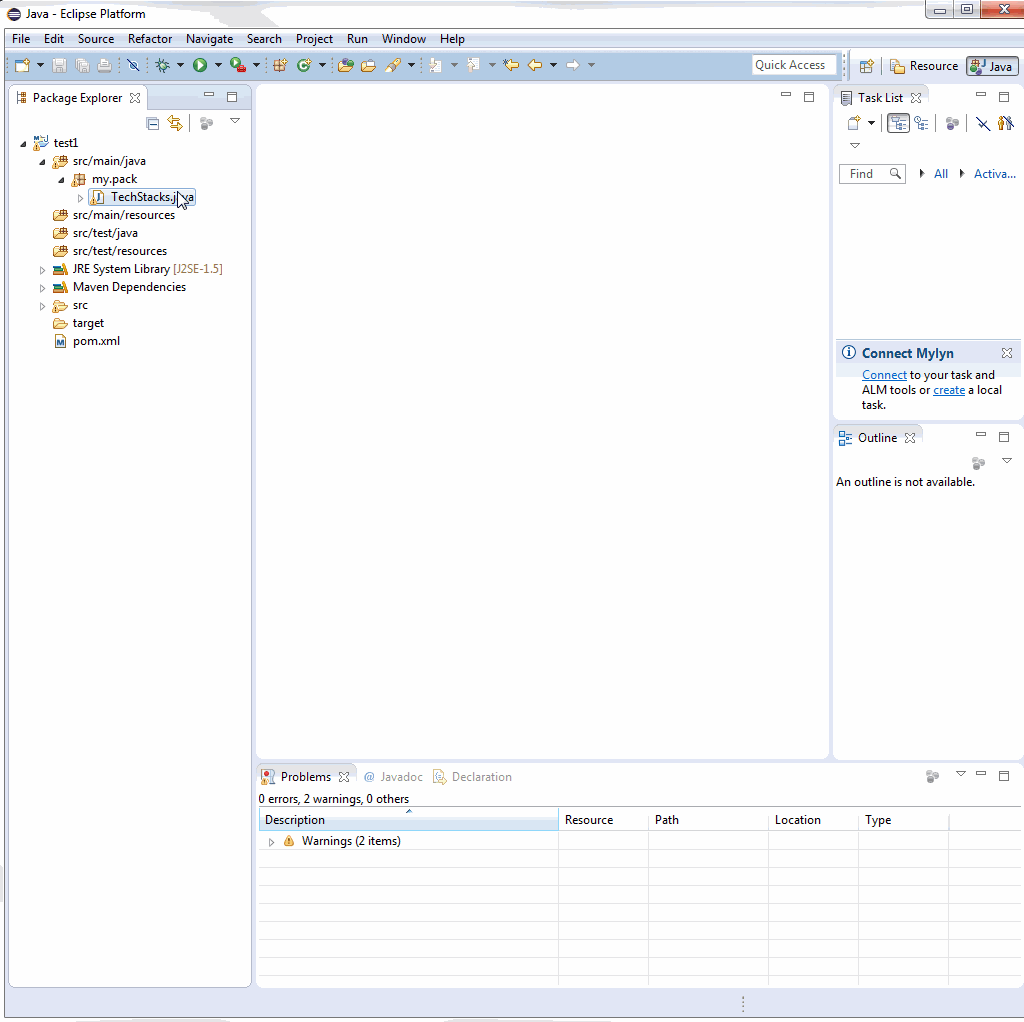 Java - Eclipse Platform
File Edit Source Refactor Navigate Search Project Run Window Help
Quick Access
Resource
Java
Package Explorer
test1
src/main/java
my.pack
TechStacks.java
src/main/resources
src/test/java
src/test/resources
JRE System Library [J2SE-1.5]
Maven Dependencies
src
target
pom.xml
Task List
Find
All
Activa...
Connect Mylyn
Connect to your task and
ALM tools or create a local
task.
Outline
An outline is not available.
Problems
@ Javadoc
Declaration
0 errors, 2 warnings, 0 others
Description Resource Path Location Type
Warnings (2 items)